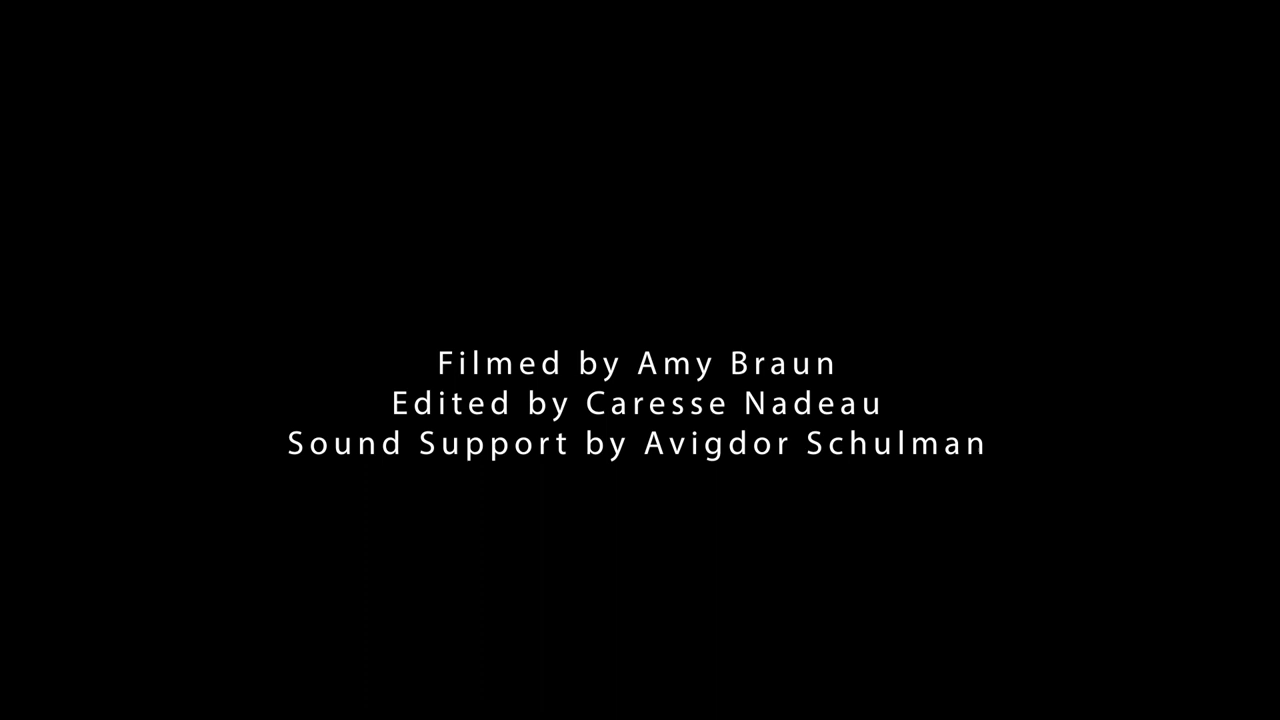 Filmed by Amy Braun
Edited by Caresse Nadeau
Sound Support by Avigdor Schulman